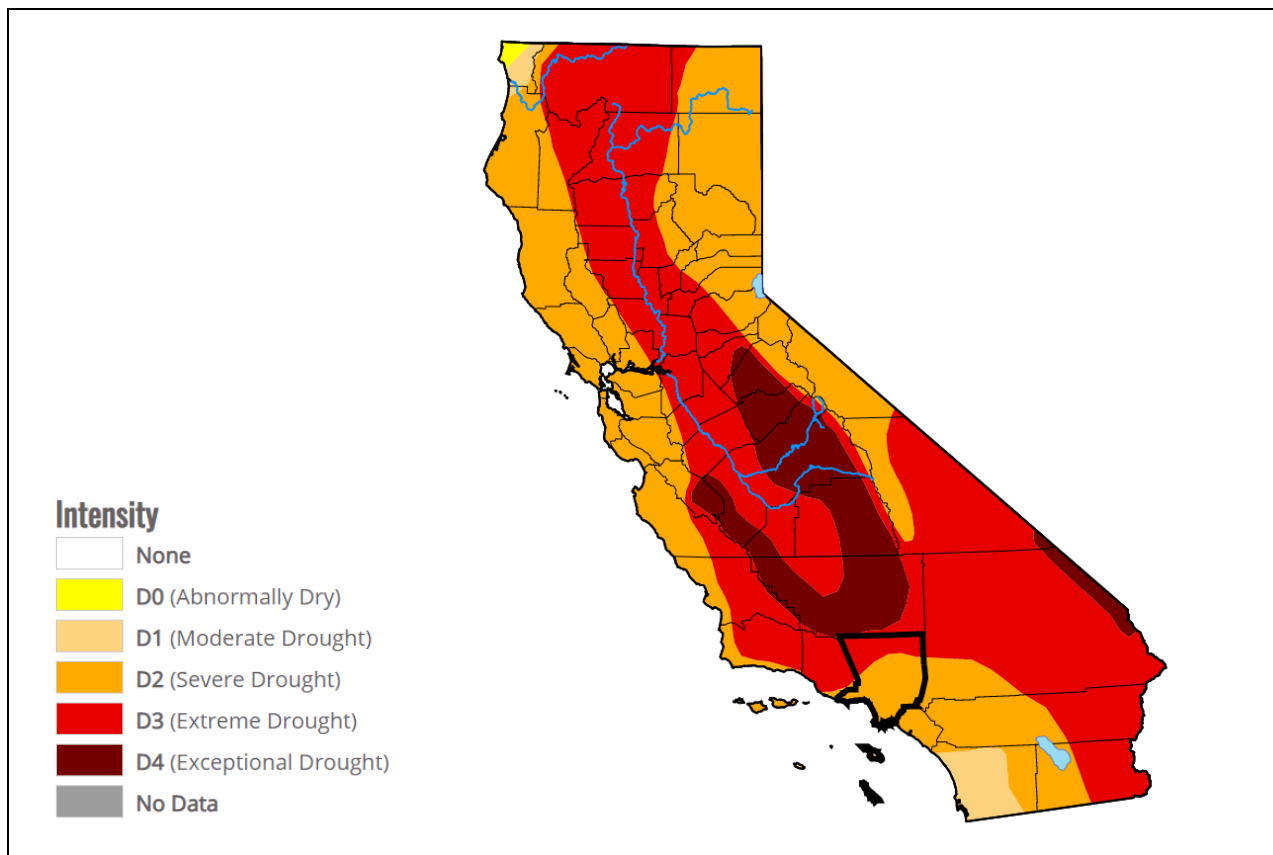 Intensity
None
D0 (Abnormally Dry)
D1 (Moderate Drought)
D2 (Severe Drought)
D3 (Extreme Drought)
D4 (Exceptional Drought)
No Data